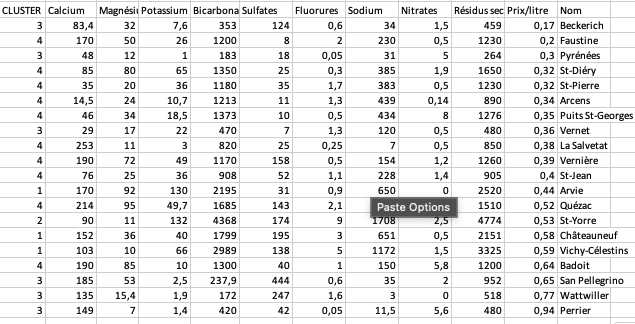 CLUSTER Calcium Magnési Potassium Bicarbona Sulfates Fluorures Sodium Nitrates Résidus sec Prix/litre Nom
3 83,4 32 7,6 353 124 0,6 34 1,5 459 0,17 Beckerich
4 170 50 26 1200 8 2 230 0,5 1230 0,2 Faustine
3 48 12 1 183 18 0,05 31 5 264 0,3 Pyrénées
4 85 80 65 1350 25 0,3 385 1,9 1650 0,32 St-Diéry
4 35 20 36 1180 35 1,7 383 0,5 1230 0,32 St-Pierre
4 14,5 24 10,7 1213 11 1,3 439 0,14 890 0,34 Arcens
4 46 34 18,5 1373 10 0,5 434 8 1276 0,35 Puits St-Georges
3 29 17 22 470 7 1,3 120 0,5 480 0,36 Vernet
4 253 11 3 820 25 0,25 7 0,5 850 0,38 La Salvetat
4 190 72 49 1170 158 0,5 154 1,2 1260 0,39 Vernière
4 76 25 36 908 52 1,1 228 1,4 905 0,4 St-Jean
1 170 92 130 2195 31 0,9 650 0 2520 0,44 Arvie
4 214 95 49,7 1685 143 2,1 Paste Options 1510 0,52 Quézac
2 90 11 132 4368 174 9 1708 2,5 4774 0,53 St-Yorre
1 152 36 40 1799 195 3 651 0,5 2151 0,58 Châteauneuf
1 103 10 66 2989 138 5 1172 1,5 3325 0,59 Vichy-Célestins
4 190 85 10 1300 40 1 150 5,8 1200 0,64 Badoit
3 185 53 2,5 237,9 444 0,6 35 2 952 0,65 San Pellegrino
3 135 15,4 1,9 172 247 1,6 3 0 518 0,77 Wattwiller
3 149 7 1,4 420 42 0,05 11,5 5,6 480 0,94 Perrier